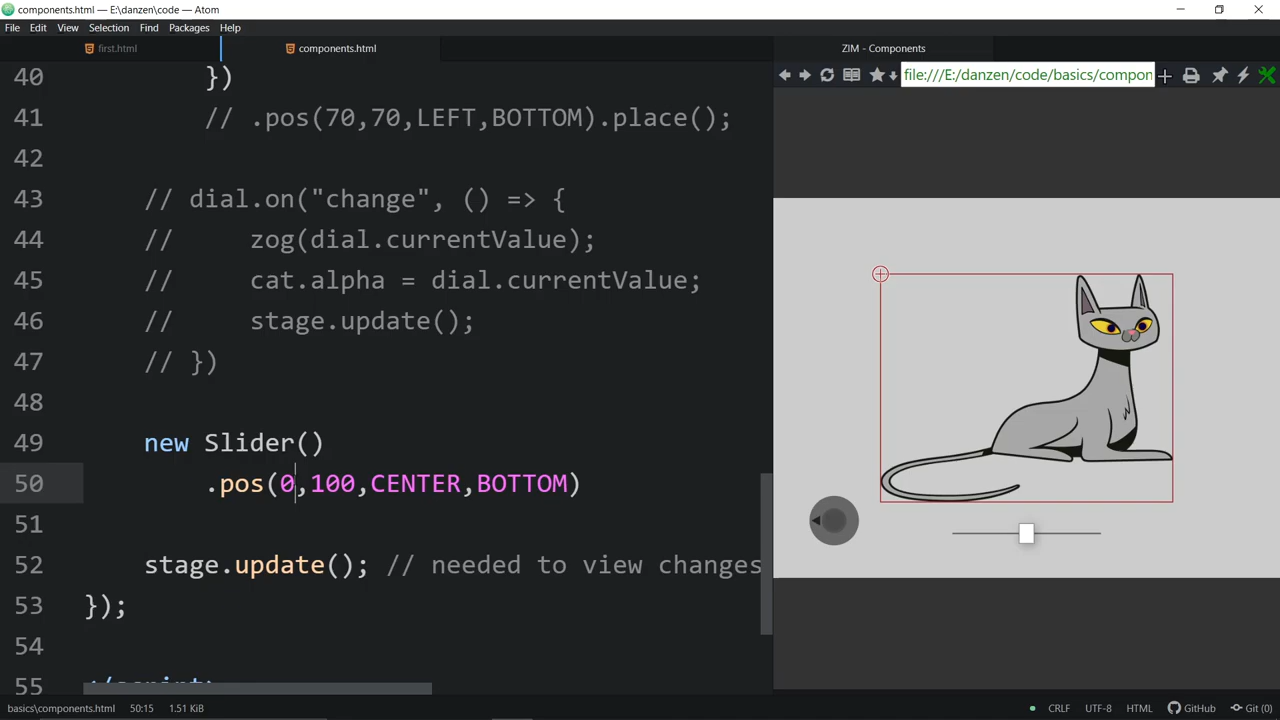 components.html — E:\danzen\code — Atom
File Edit View Selection Find Packages Help
first.html components.html ZIM - Components
file:///E:/danzen/code/basics/compon
40 })
41 // .pos(70,70,LEFT,BOTTOM).place();
42
43 // dial.on("change", () => {
44 // zog(dial.currentValue);
45 // cat.alpha = dial.currentValue;
46 // stage.update();
47 // })
48
49 new Slider()
50 .pos(0,100,CENTER,BOTTOM)
51
52 stage.update(); // needed to view changes
53 });
54
55
basics\components.html 50:15 1.51 KiB CRLF UTF-8 HTML GitHub Git (0)